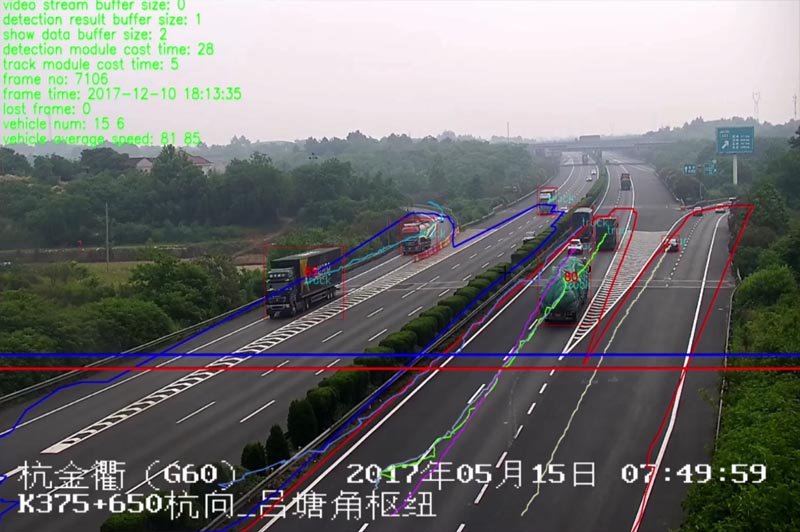 video stream buffer size: 0
detection result buffer size: 1
show data buffer size: 2
detection module cost time: 28
track module cost time: 5
frame no: 7106
frame time: 2017-12-10 18:13:35
lost frame: 0
vehicle num: 15 6
vehicle average speed: 81 85
truck
80
truck
杭金衢（G60） 2017年05月15日 07:49:59
K375+650杭向_吕塘角枢纽